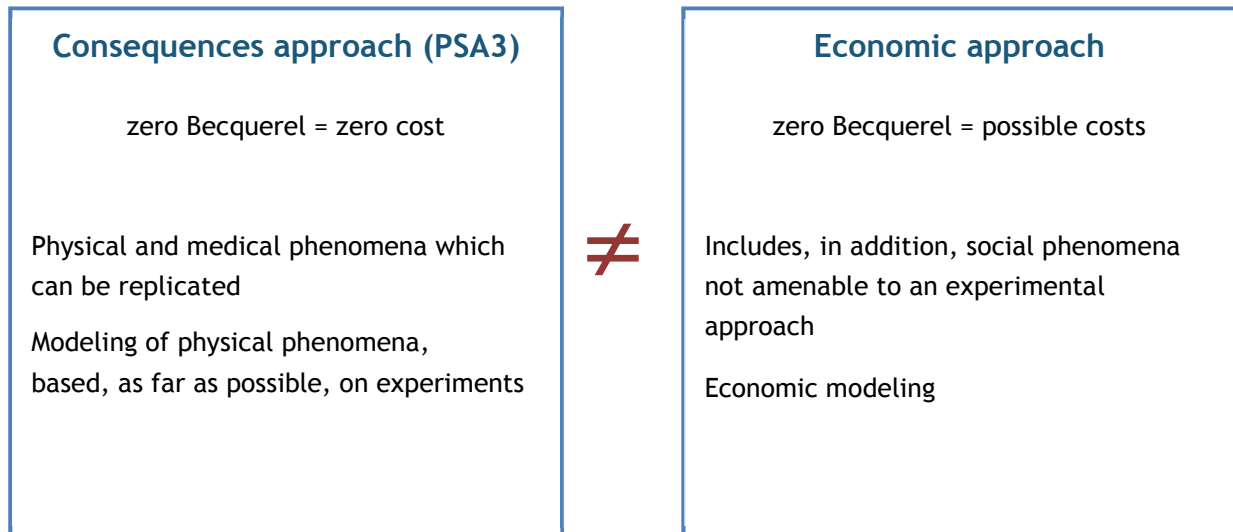 Consequences approach (PSA3)
zero Becquerel = zero cost
Physical and medical phenomena which
can be replicated
Modeling of physical phenomena,
based, as far as possible, on experiments
≠
Economic approach
zero Becquerel = possible costs
Includes, in addition, social phenomena
not amenable to an experimental
approach
Economic modeling